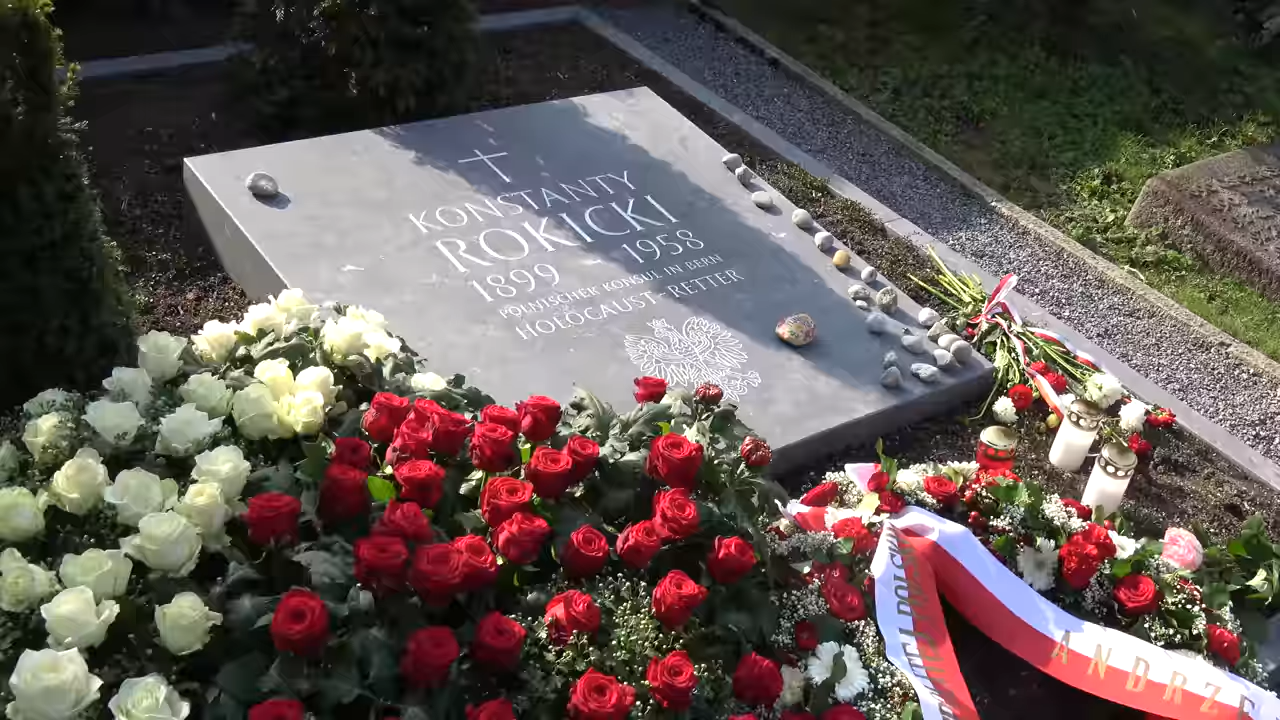 KONSTANTY
ROKICKI
1899 – 1958
POLNISCHER KONSUL IN BERN
HOLOCAUST-RETTER
ANDRZE